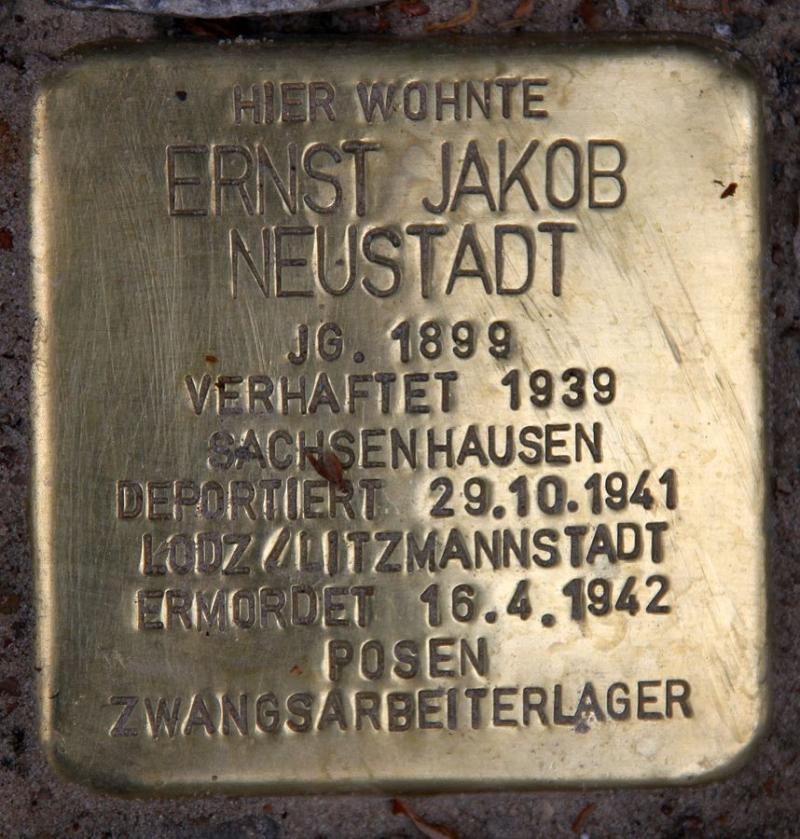 HIER WOHNTE
ERNST JAKOB
NEUSTADT
JG. 1899
VERHAFTET 1939
SACHSENHAUSEN
DEPORTIERT 29.10.1941
LODZ/LITZMANNSTADT
ERMORDET 16.4.1942
POSEN
ZWANGSARBEITERLAGER